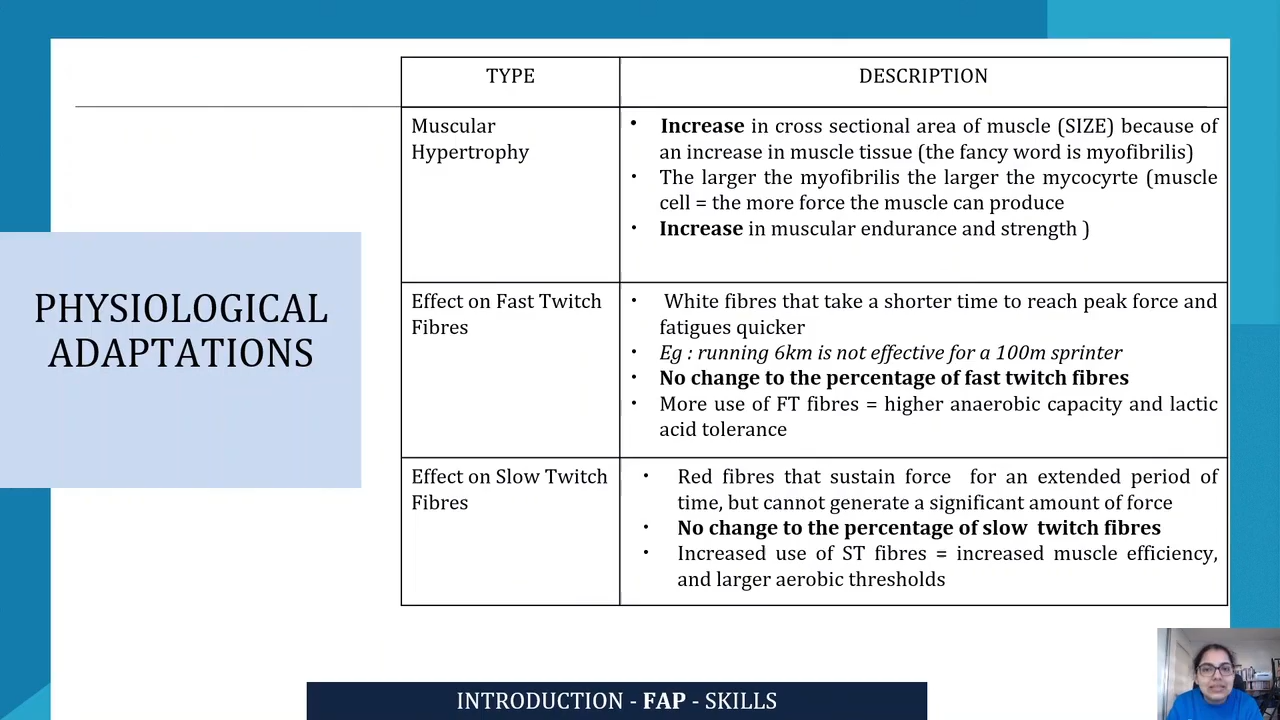 PHYSIOLOGICAL
ADAPTATIONS
TYPE
DESCRIPTION
Muscular
Hypertrophy
• Increase in cross sectional area of muscle (SIZE) because of
an increase in muscle tissue (the fancy word is myofibrilis)
• The larger the myofibrilis the larger the mycocyrte (muscle
cell = the more force the muscle can produce
• Increase in muscular endurance and strength )
Effect on Fast Twitch
Fibres
• White fibres that take a shorter time to reach peak force and
fatigues quicker
• Eg : running 6km is not effective for a 100m sprinter
• No change to the percentage of fast twitch fibres
• More use of FT fibres = higher anaerobic capacity and lactic
acid tolerance
Effect on Slow Twitch
Fibres
• Red fibres that sustain force for an extended period of
time, but cannot generate a significant amount of force
• No change to the percentage of slow twitch fibres
• Increased use of ST fibres = increased muscle efficiency,
and larger aerobic thresholds
INTRODUCTION - FAP - SKILLS